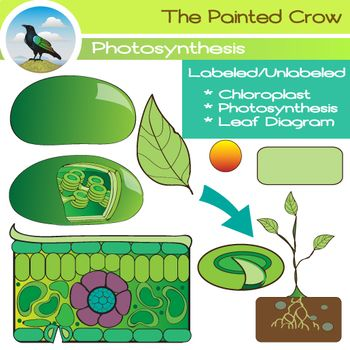 The Painted Crow
Photosynthesis
Labeled/Unlabeled
* Chloroplast
* Photosynthesis
* Leaf Diagram